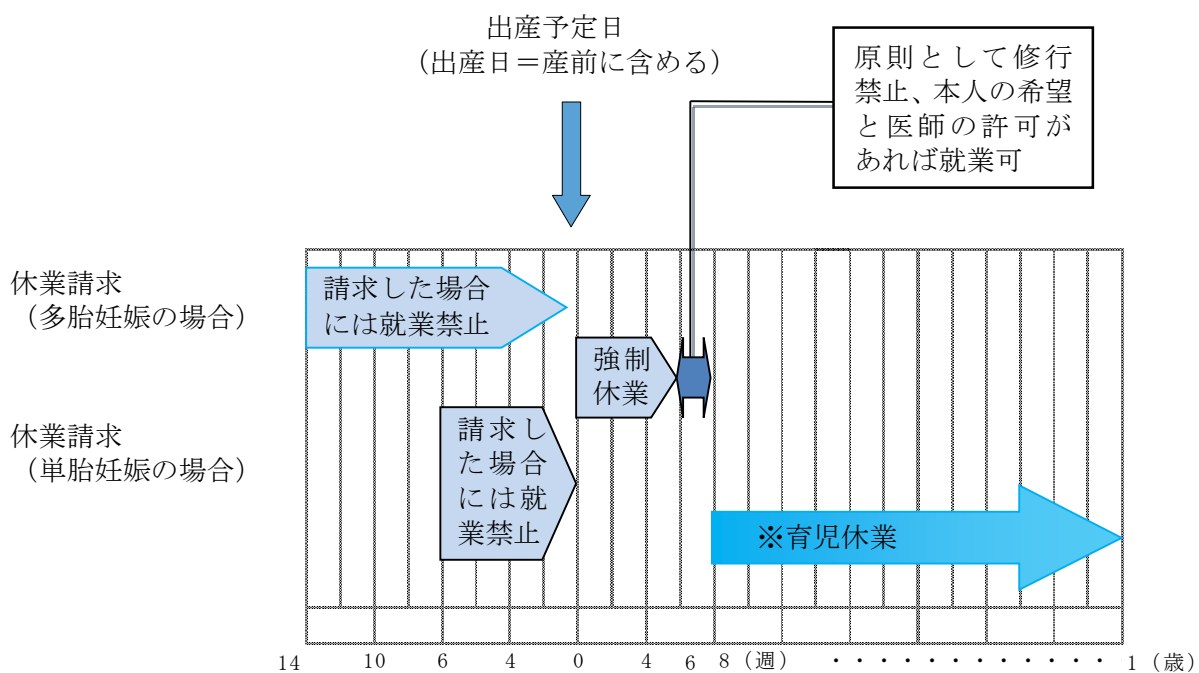 出産予定日
（出産日＝産前に含める）
原則として修行
禁止、本人の希望
と医師の許可が
あれば就業可
休業請求
（多胎妊娠の場合）
請求した場合
には就業禁止
強制
休業
休業請求
（単胎妊娠の場合）
請求し
た場合
には就
業禁止
※育児休業
14 10 6 4 0 4 6 8（週） ・・・・・・・・・・・・ 1（歳）